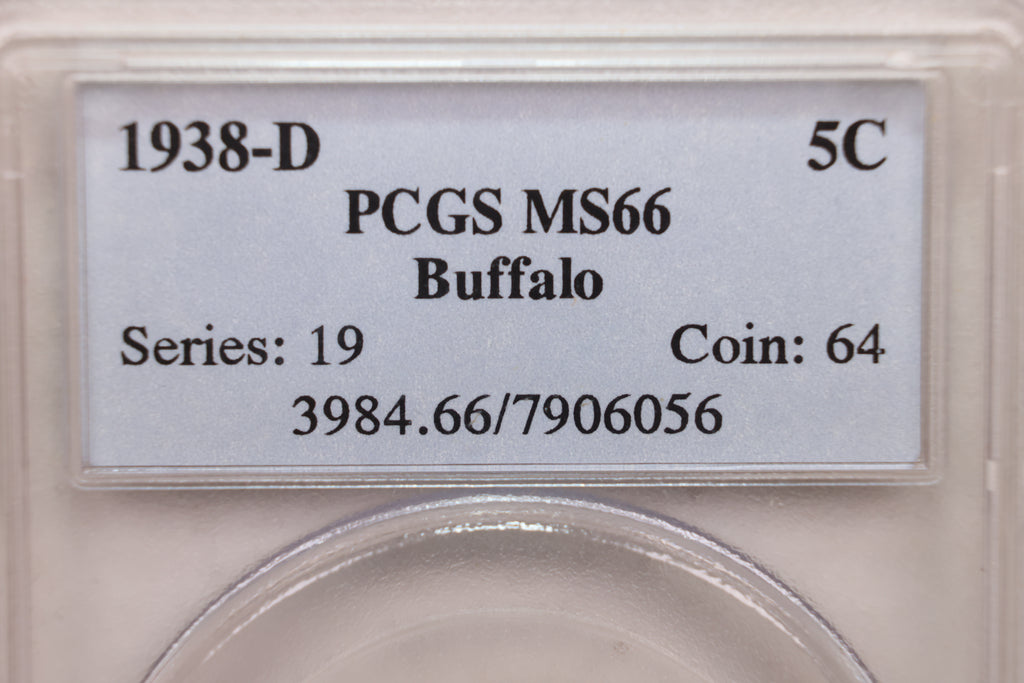 1938-D 5C
PCGS MS66
Buffalo
Series: 19 Coin: 64
3984.66/7906056